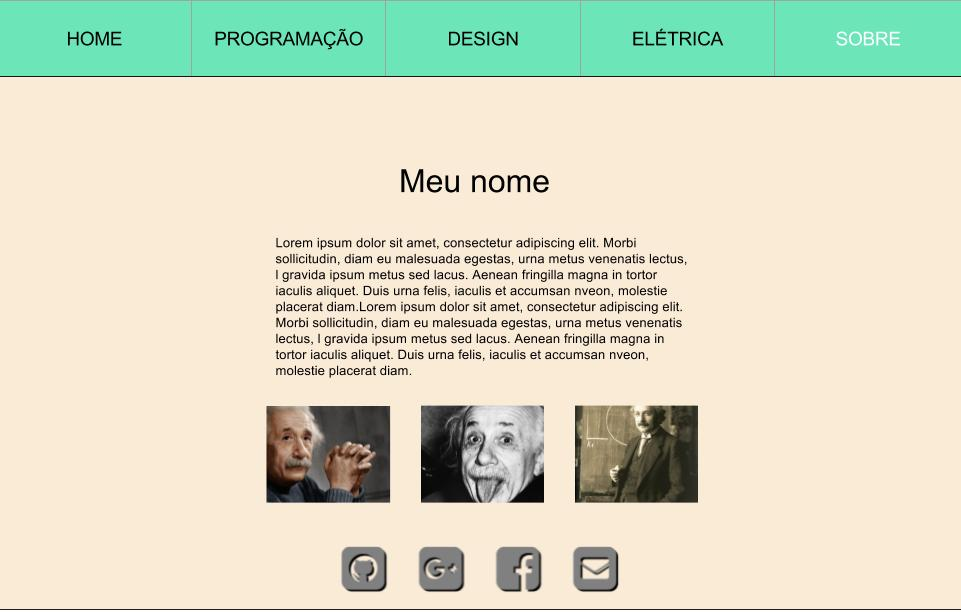 HOME PROGRAMAÇÃO DESIGN ELÉTRICA SOBRE
Meu nome
Lorem ipsum dolor sit amet, consectetur adipiscing elit. Morbi
sollicitudin, diam eu malesuada egestas, urna metus venenatis lectus,
l gravida ipsum metus sed lacus. Aenean fringilla magna in tortor
iaculis aliquet. Duis urna felis, iaculis et accumsan nveon, molestie
placerat diam.Lorem ipsum dolor sit amet, consectetur adipiscing elit.
Morbi sollicitudin, diam eu malesuada egestas, urna metus venenatis
lectus, l gravida ipsum metus sed lacus. Aenean fringilla magna in
tortor iaculis aliquet. Duis urna felis, iaculis et accumsan nveon,
molestie placerat diam.
G+ f